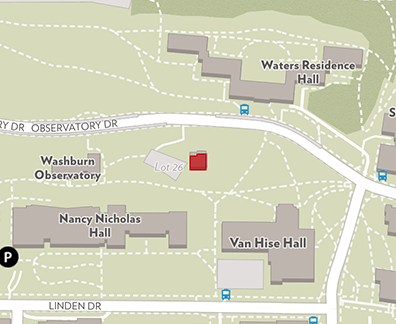 Waters Residence
Hall
RY DR OBSERVATORY DR
S
Washburn
Observatory
Lot 26
Nancy Nicholas
Hall
Van Hise Hall
P
LINDEN DR